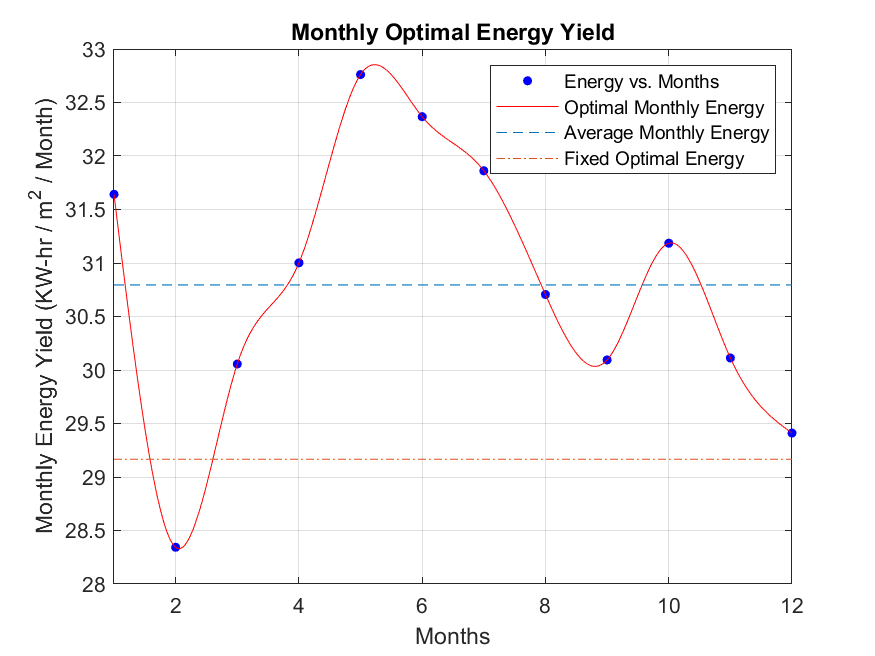 Monthly Optimal Energy Yield
Monthly Energy Yield (KW-hr / m² / Month)
33
32.5
32
31.5
31
30.5
30
29.5
29
28.5
28
Energy vs. Months
Optimal Monthly Energy
Average Monthly Energy
Fixed Optimal Energy
2 4 6 8 10 12
Months